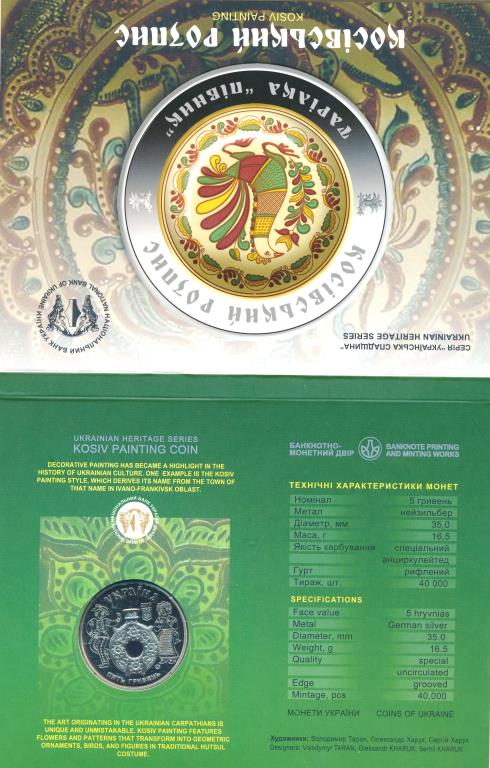 КОСІВСЬКИЙ РОЗПИС
KOSIV PAINTING
ТАРІЛКА "ПІВНИК"
КОСІВСЬКИЙ РОЗПИС
НАЦІОНАЛЬНИЙ БАНК УКРАЇНИ
NATIONAL BANK OF UKRAINE
СЕРІЯ "УКРАЇНСЬКА СПАДЩИНА"
UKRAINIAN HERITAGE SERIES
UKRAINIAN HERITAGE SERIES
KOSIV PAINTING COIN
DECORATIVE PAINTING HAS BECAME A HIGHLIGHT IN THE
HISTORY OF UKRAINIAN CULTURE. ONE EXAMPLE IS THE KOSIV
PAINTING STYLE, WHICH DERIVES ITS NAME FROM THE TOWN OF
THAT NAME IN IVANO-FRANKIVSK OBLAST.
УКРАЇНА
П'ЯТЬ ГРИВЕНЬ
THE ART ORIGINATING IN THE UKRAINIAN CARPATHIANS IS
UNIQUE AND UNMISTAKABLE. KOSIV PAINTING FEATURES
FLOWERS AND PATTERNS THAT TRANSFORM INTO GEOMETRIC
ORNAMENTS, BIRDS, AND FIGURES IN TRADITIONAL HUTSUL
COSTUME.
БАНКНОТНО-
МОНЕТНИЙ ДВІР
BANKNOTE PRINTING
AND MINTING WORKS
ТЕХНІЧНІ ХАРАКТЕРИСТИКИ МОНЕТ
Номінал 5 гривень
Метал нейзильбер
Діаметр, мм 35,0
Маса, г 16,5
Якість карбування спеціальний
анциркулейтед
Гурт рифлений
Тираж, шт. 40 000
SPECIFICATIONS
Face value 5 hryvnias
Metal German silver
Diameter, mm 35.0
Weight, g 16.5
Quality special
uncirculated
Edge grooved
Mintage, pcs 40,000
МОНЕТИ УКРАЇНИ COINS OF UKRAINE
Художники: Володимир Таран, Олександр Харук, Сергій Харук
Designers: Volodymyr TARAN, Oleksandr KHARUK, Serhii KHARUK